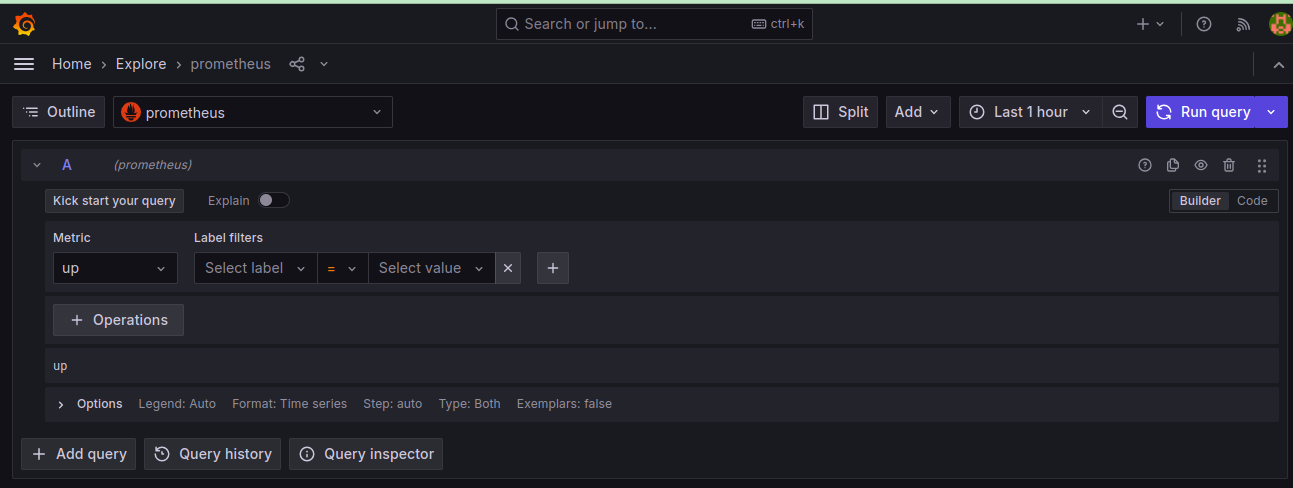 Search or jump to... ctrl+k
Home › Explore › prometheus
Outline prometheus Split Add Last 1 hour Run query
A (prometheus)
Kick start your query Explain Builder Code
Metric Label filters
up Select label = Select value
+ Operations
up
Options Legend: Auto Format: Time series Step: auto Type: Both Exemplars: false
+ Add query Query history Query inspector